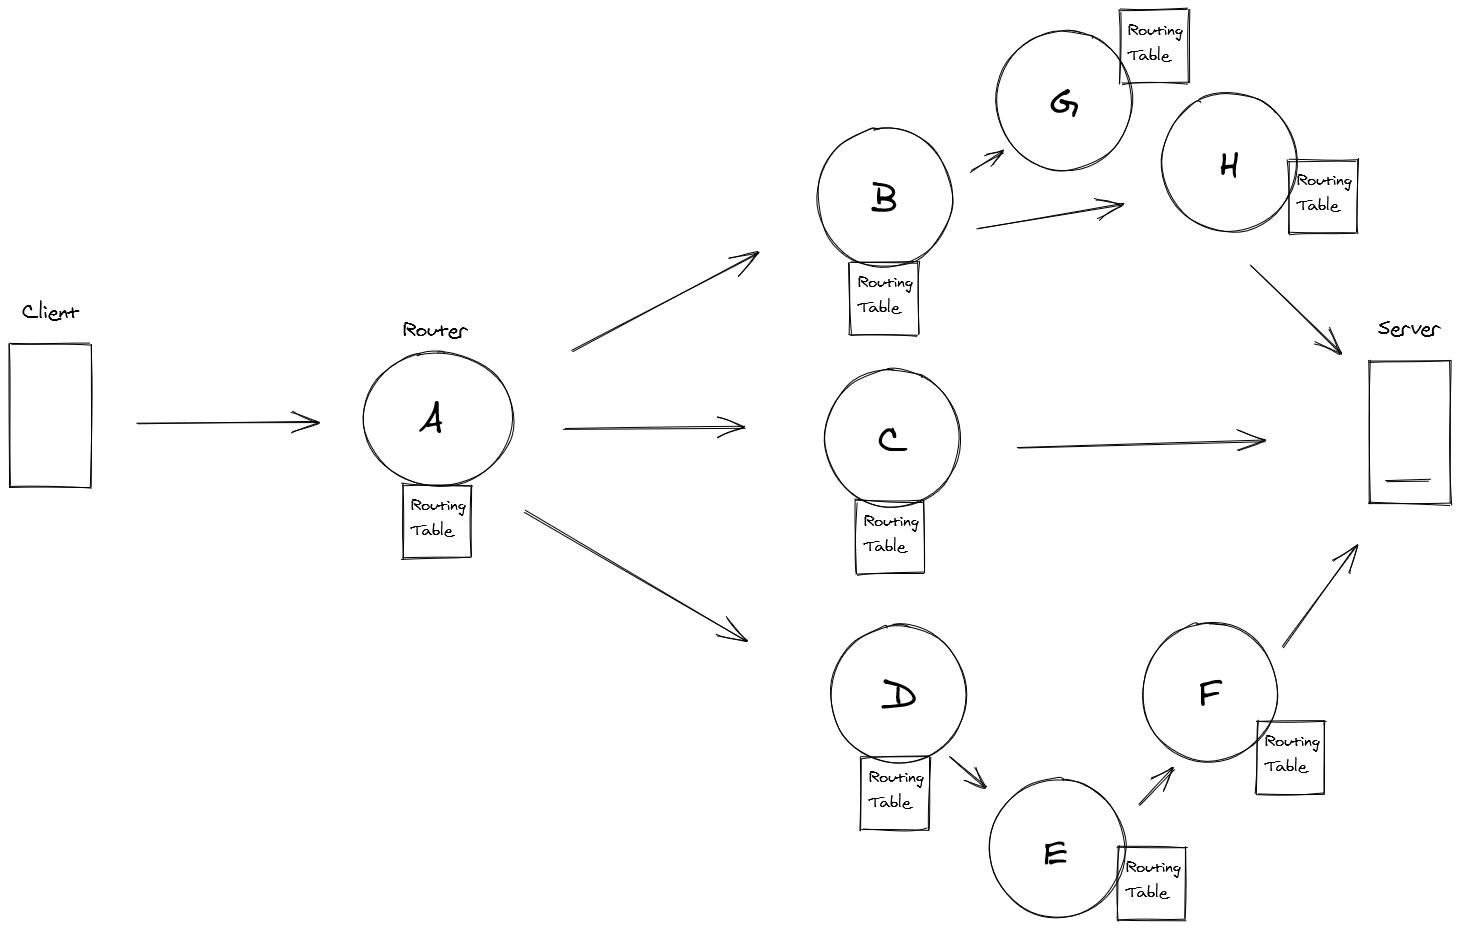 Client
Router
A
Routing
Table
B
Routing
Table
G
Routing
Table
H
Routing
Table
C
Routing
Table
D
Routing
Table
E
Routing
Table
F
Routing
Table
Server